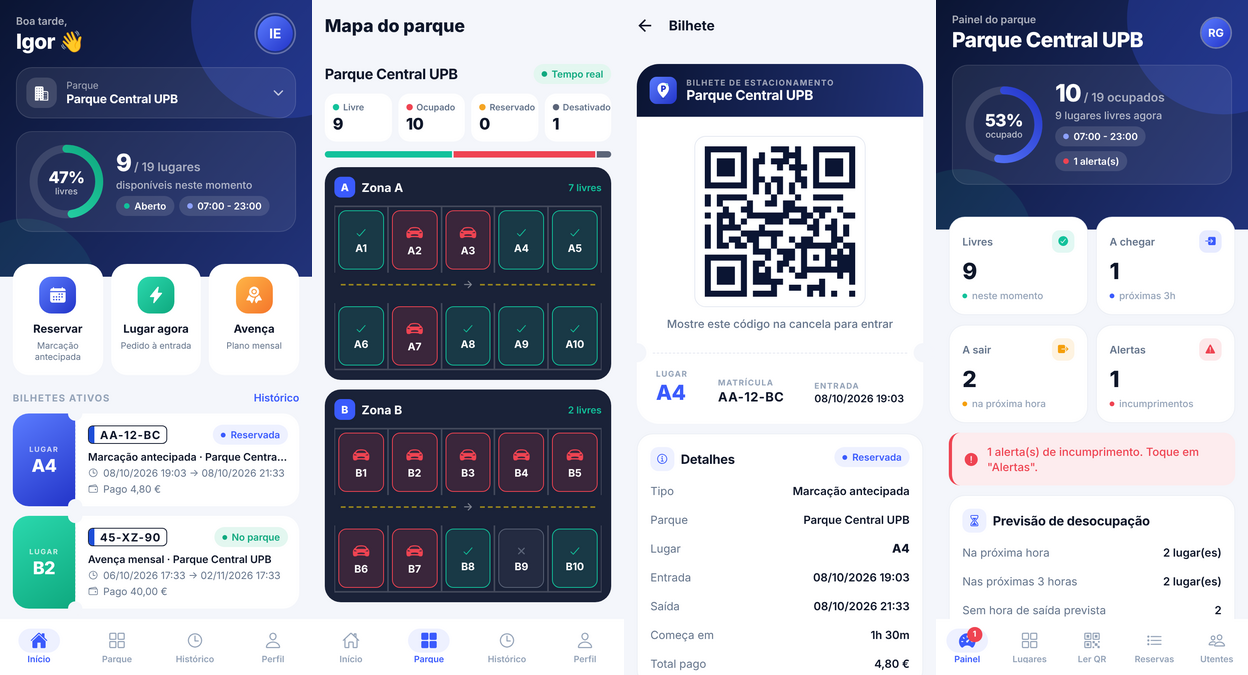 Boa tarde,
Igor 👋
IE
Parque
Parque Central UPB
47%
livres
9 / 19 lugares
disponíveis neste momento
Aberto
07:00 - 23:00
Reservar
Marcação
antecipada
Lugar agora
Pedido à entrada
Avença
Plano mensal
BILHETES ATIVOS
Histórico
LUGAR
A4
AA-12-BC
Reservada
Marcação antecipada · Parque Centra...
08/10/2026 19:03 → 08/10/2026 21:33
Pago 4,80 €
LUGAR
B2
45-XZ-90
No parque
Avença mensal · Parque Central UPB
06/10/2026 17:33 → 02/11/2026 17:33
Pago 40,00 €
Início
Parque
Histórico
Perfil
Mapa do parque
Parque Central UPB
Tempo real
Livre
9
Ocupado
10
Reservado
0
Desativado
1
A
Zona A
7 livres
A1
A2
A3
A4
A5
A6
A7
A8
A9
A10
B
Zona B
2 livres
B1
B2
B3
B4
B5
B6
B7
B8
B9
B10
Início
Parque
Histórico
Perfil
Bilhete
P
BILHETE DE ESTACIONAMENTO
Parque Central UPB
Mostre este código na cancela para entrar
LUGAR
A4
MATRÍCULA
AA-12-BC
ENTRADA
08/10/2026 19:03
Detalhes
Reservada
Tipo
Marcação antecipada
Parque
Parque Central UPB
Lugar
A4
Entrada
08/10/2026 19:03
Saída
08/10/2026 21:33
Começa em
1h 30m
Total pago
4,80 €
Painel do parque
Parque Central UPB
RG
53%
ocupado
10 / 19 ocupados
9 lugares livres agora
07:00 - 23:00
1 alerta(s)
Livres
9
neste momento
A chegar
1
próximas 3h
A sair
2
na próxima hora
Alertas
1
incumprimentos
1 alerta(s) de incumprimento. Toque em
"Alertas".
Previsão de desocupação
Na próxima hora
2 lugar(es)
Nas próximas 3 horas
2 lugar(es)
Sem hora de saída prevista
2
1
Painel
Lugares
Ler QR
Reservas
Utentes